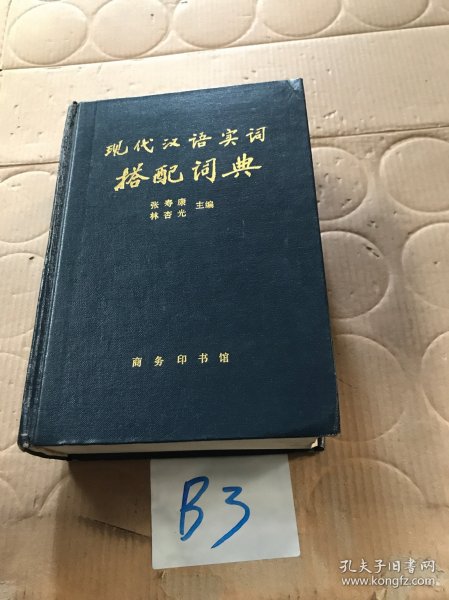 现代汉语实词
搭配词典
张寿康
林杏光
主编
商务印书馆
B3
孔夫子旧书网
www.kongfz.com